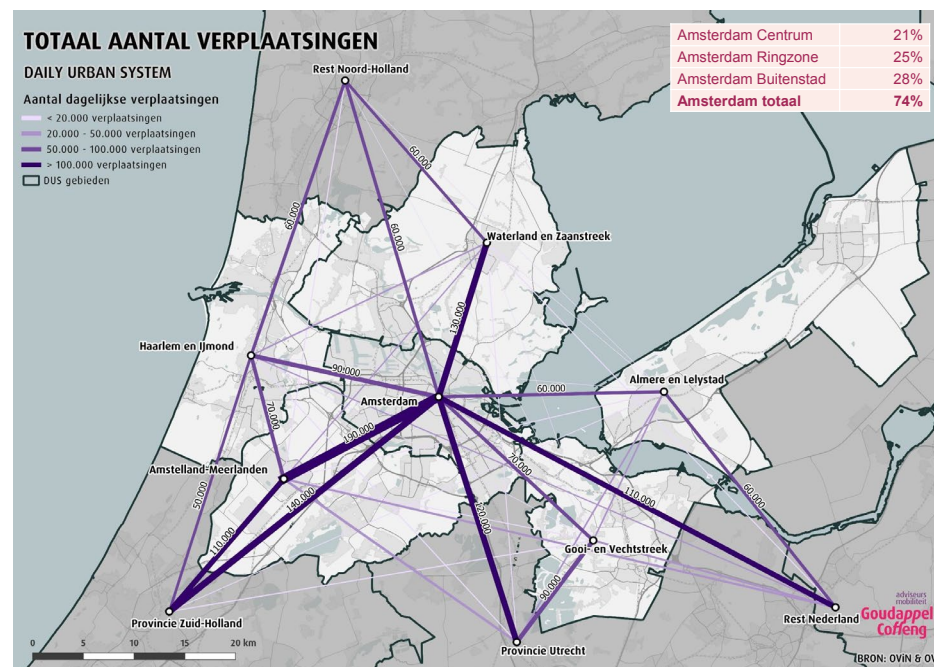 TOTAAL AANTAL VERPLAATSINGEN
DAILY URBAN SYSTEM
Aantal dagelijkse verplaatsingen
< 20.000 verplaatsingen
20.000 - 50.000 verplaatsingen
50.000 - 100.000 verplaatsingen
> 100.000 verplaatsingen
DUS gebieden
Amsterdam Centrum 21%
Amsterdam Ringzone 25%
Amsterdam Buitenstad 28%
Amsterdam totaal 74%
Rest Noord-Holland
60.000
60.000
60.000
Waterland en Zaanstreek
130.000
Haarlem en IJmond
90.000
Amsterdam
60.000
Almere en Lelystad
70.000
190.000
Amstelland-Meerlanden
70.000
50.000
140.000
110.000
120.000
110.000
60.000
Gooi- en Vechtstreek
90.000
Provincie Zuid-Holland
Provincie Utrecht
Rest Nederland
0 5 10 15 20 km
adviseurs
mobiliteit
Goudappel
Coffeng
BRON: OViN & OV